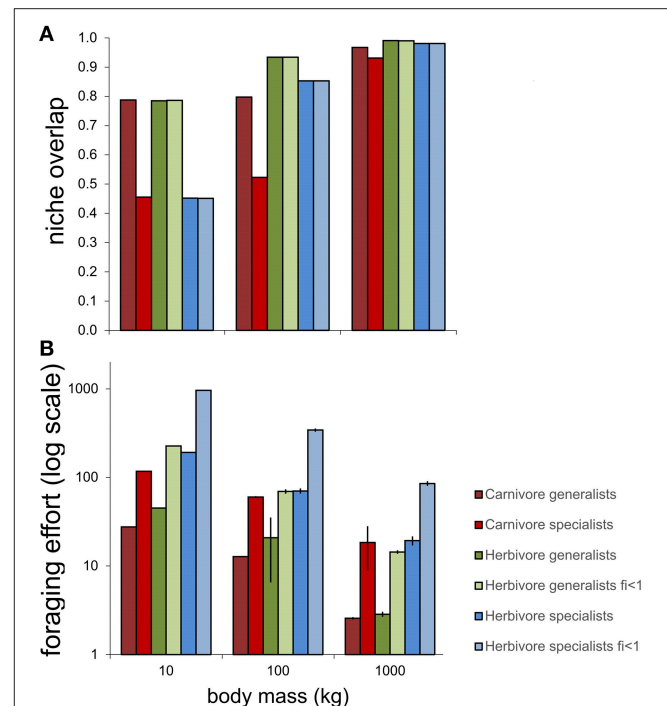 A
1.0
0.9
0.8
0.7
0.6
0.5
0.4
0.3
0.2
0.1
0.0
niche overlap
B
1000
100
10
1
foraging effort (log scale)
10 100 1000
body mass (kg)
Carnivore generalists
Carnivore specialists
Herbivore generalists
Herbivore generalists fi<1
Herbivore specialists
Herbivore specialists fi<1